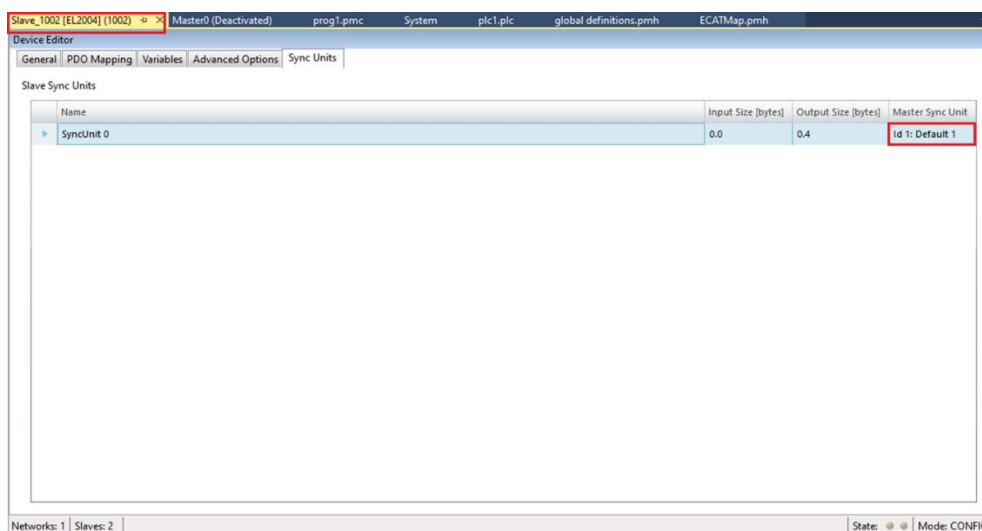 Slave_1002 [EL2004] (1002) Master0 (Deactivated) prog1.pmc System plc1.plc global definitions.pmh ECATMap.pmh
Device Editor
General PDO Mapping Variables Advanced Options Sync Units
Slave Sync Units
Name Input Size [bytes] Output Size [bytes] Master Sync Unit
SyncUnit 0 0.0 0.4 Id 1: Default 1
Networks: 1 Slaves: 2 State: Mode: CONFI